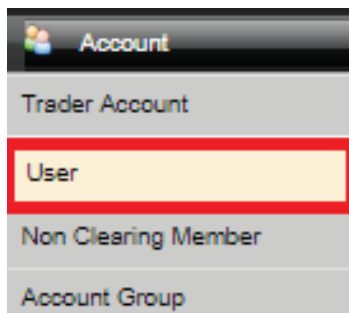 Account
Trader Account
User
Non Clearing Member
Account Group